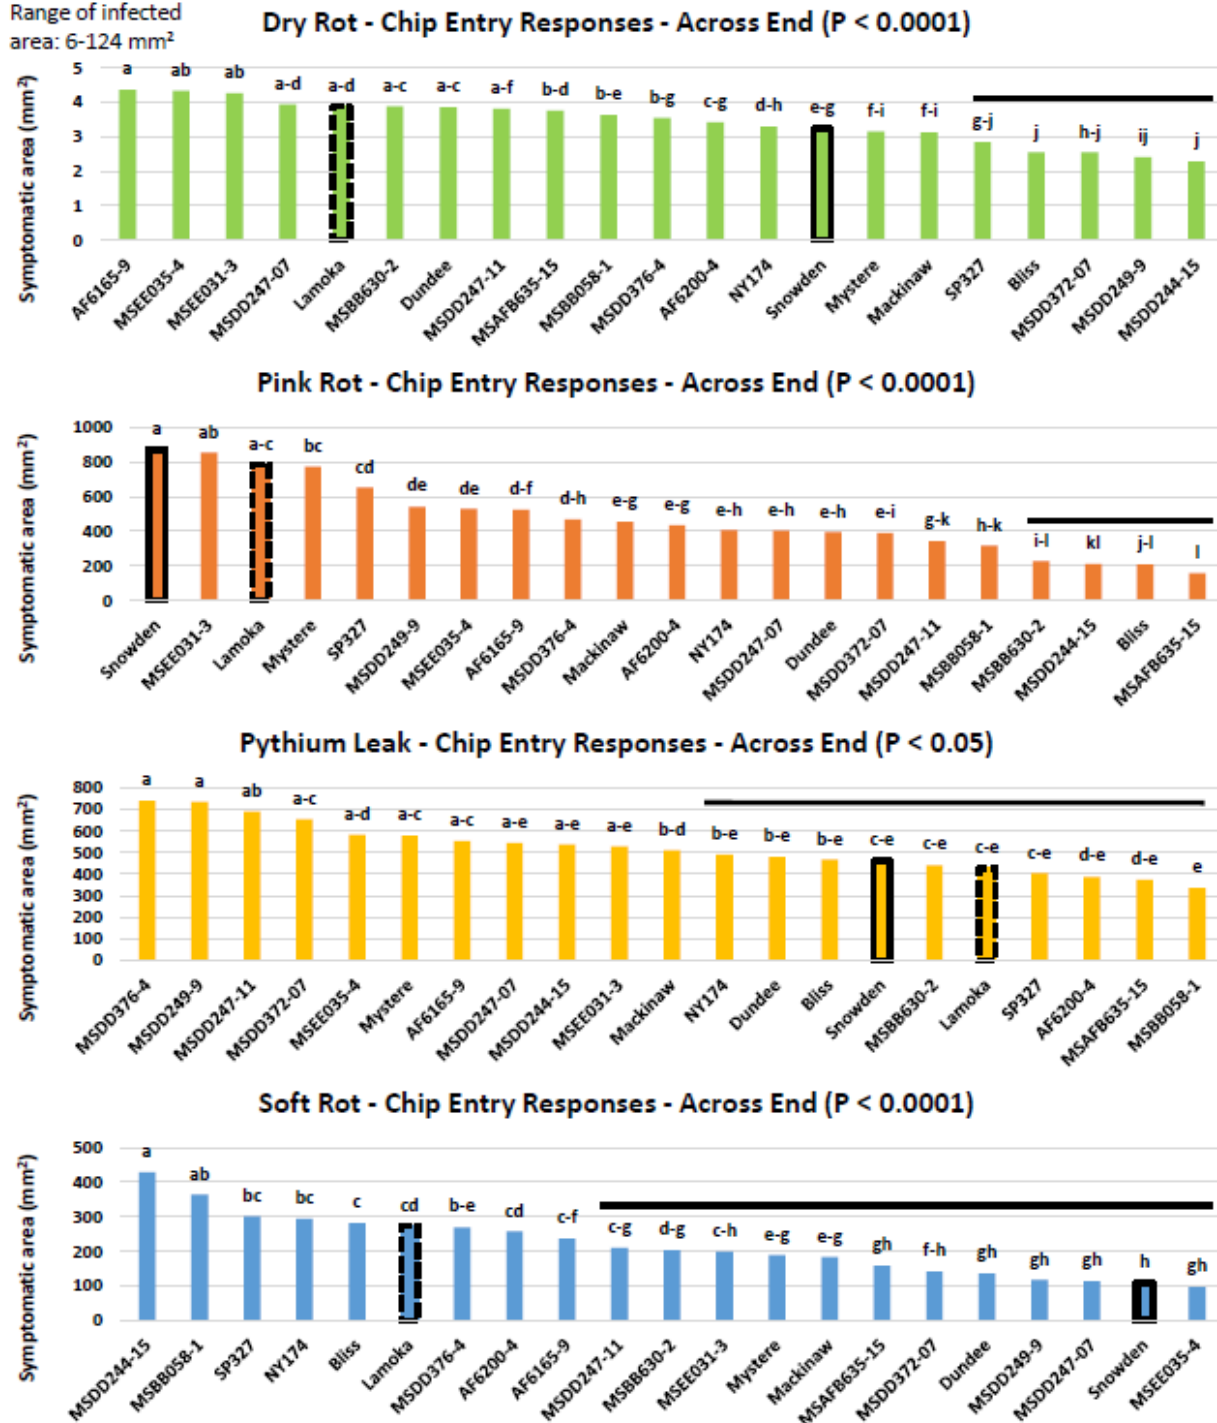 Range of infected
area: 6-124 mm²
Dry Rot - Chip Entry Responses - Across End (P < 0.0001)
Symptomatic area (mm²)
5
4
3
2
1
0
a ab ab a-d a-d a-c a-c a-f b-d b-e b-g c-g d-h e-g f-i f-i g-j j h-j ij j
AF6165-9 MSEE035-4 MSEE031-3 MSDD247-07 Lamoka MSBB630-2 Dundee MSDD247-11 MSAFB635-15 MSBB058-1 MSDD376-4 AF6200-4 NY174 Snowden Mystere Mackinaw SP327 Bliss MSDD372-07 MSDD249-9 MSDD244-15
Pink Rot - Chip Entry Responses - Across End (P < 0.0001)
Symptomatic area (mm²)
1000
800
600
400
200
0
a ab a-c bc cd de de d-f d-h e-g e-g e-h e-h e-h e-i g-k h-k i-l kl j-l l
Snowden MSEE031-3 Lamoka Mystere SP327 MSDD249-9 MSEE035-4 AF6165-9 MSDD376-4 Mackinaw AF6200-4 NY174 MSDD247-07 Dundee MSDD372-07 MSDD247-11 MSBB058-1 MSBB630-2 MSDD244-15 Bliss MSAFB635-15
Pythium Leak - Chip Entry Responses - Across End (P < 0.05)
Symptomatic area (mm²)
800
700
600
500
400
300
200
100
0
a a ab a-c a-d a-c a-c a-e a-e a-e b-d b-e b-e b-e c-e c-e c-e c-e d-e d-e e
MSDD376-4 MSDD249-9 MSDD247-11 MSDD372-07 MSEE035-4 Mystere AF6165-9 MSDD247-07 MSDD244-15 MSEE031-3 Mackinaw NY174 Dundee Bliss Snowden MSBB630-2 Lamoka SP327 AF6200-4 MSAFB635-15 MSBB058-1
Soft Rot - Chip Entry Responses - Across End (P < 0.0001)
Symptomatic area (mm²)
500
400
300
200
100
0
a ab bc bc c cd b-e cd c-f c-g d-g c-h e-g e-g gh f-h gh gh gh h gh
MSDD244-15 MSBB058-1 SP327 NY174 Bliss Lamoka MSDD376-4 AF6200-4 AF6165-9 MSDD247-11 MSBB630-2 MSEE031-3 Mystere Mackinaw MSAFB635-15 MSDD372-07 Dundee MSDD249-9 MSDD247-07 Snowden MSEE035-4